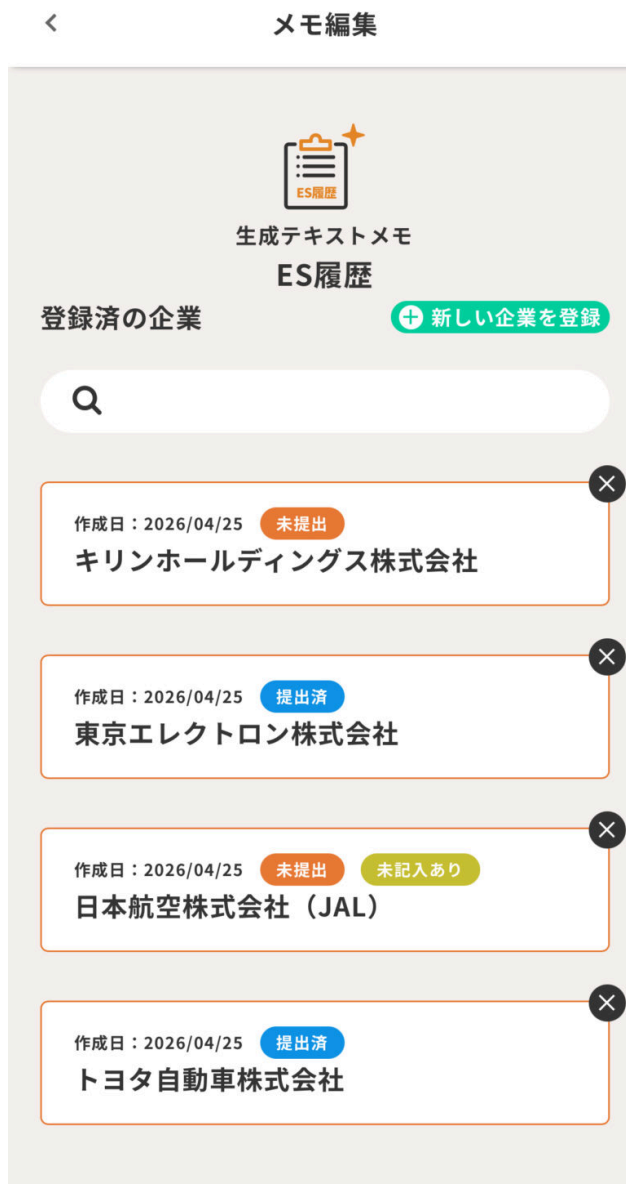 メモ編集
ES履歴
生成テキストメモ
ES履歴
登録済の企業
新しい企業を登録
作成日：2026/04/25 未提出
キリンホールディングス株式会社
作成日：2026/04/25 提出済
東京エレクトロン株式会社
作成日：2026/04/25 未提出 未記入あり
日本航空株式会社（JAL）
作成日：2026/04/25 提出済
トヨタ自動車株式会社